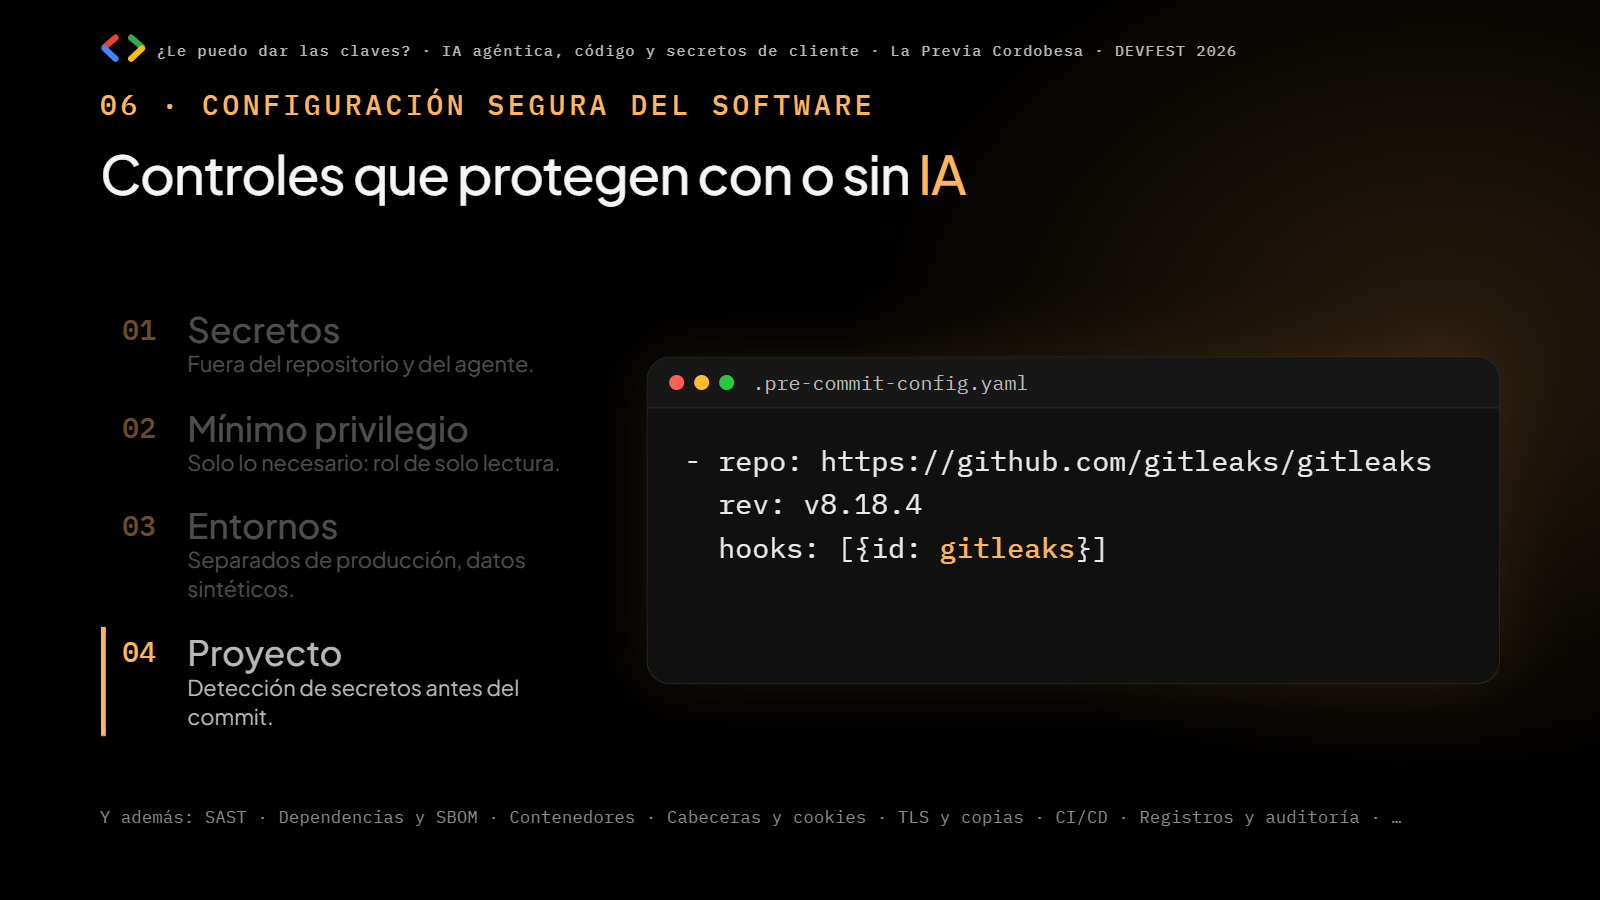 ¿Le puedo dar las claves? · IA agéntica, código y secretos de cliente · La Previa Cordobesa · DEVFEST 2026
06 · CONFIGURACIÓN SEGURA DEL SOFTWARE
Controles que protegen con o sin IA
01 Secretos
Fuera del repositorio y del agente.
02 Mínimo privilegio
Solo lo necesario: rol de solo lectura.
03 Entornos
Separados de producción, datos
sintéticos.
04 Proyecto
Detección de secretos antes del
commit.
.pre-commit-config.yaml
- repo: https://github.com/gitleaks/gitleaks
  rev: v8.18.4
  hooks: [{id: gitleaks}]
Y además: SAST · Dependencias y SBOM · Contenedores · Cabeceras y cookies · TLS y copias · CI/CD · Registros y auditoría · …